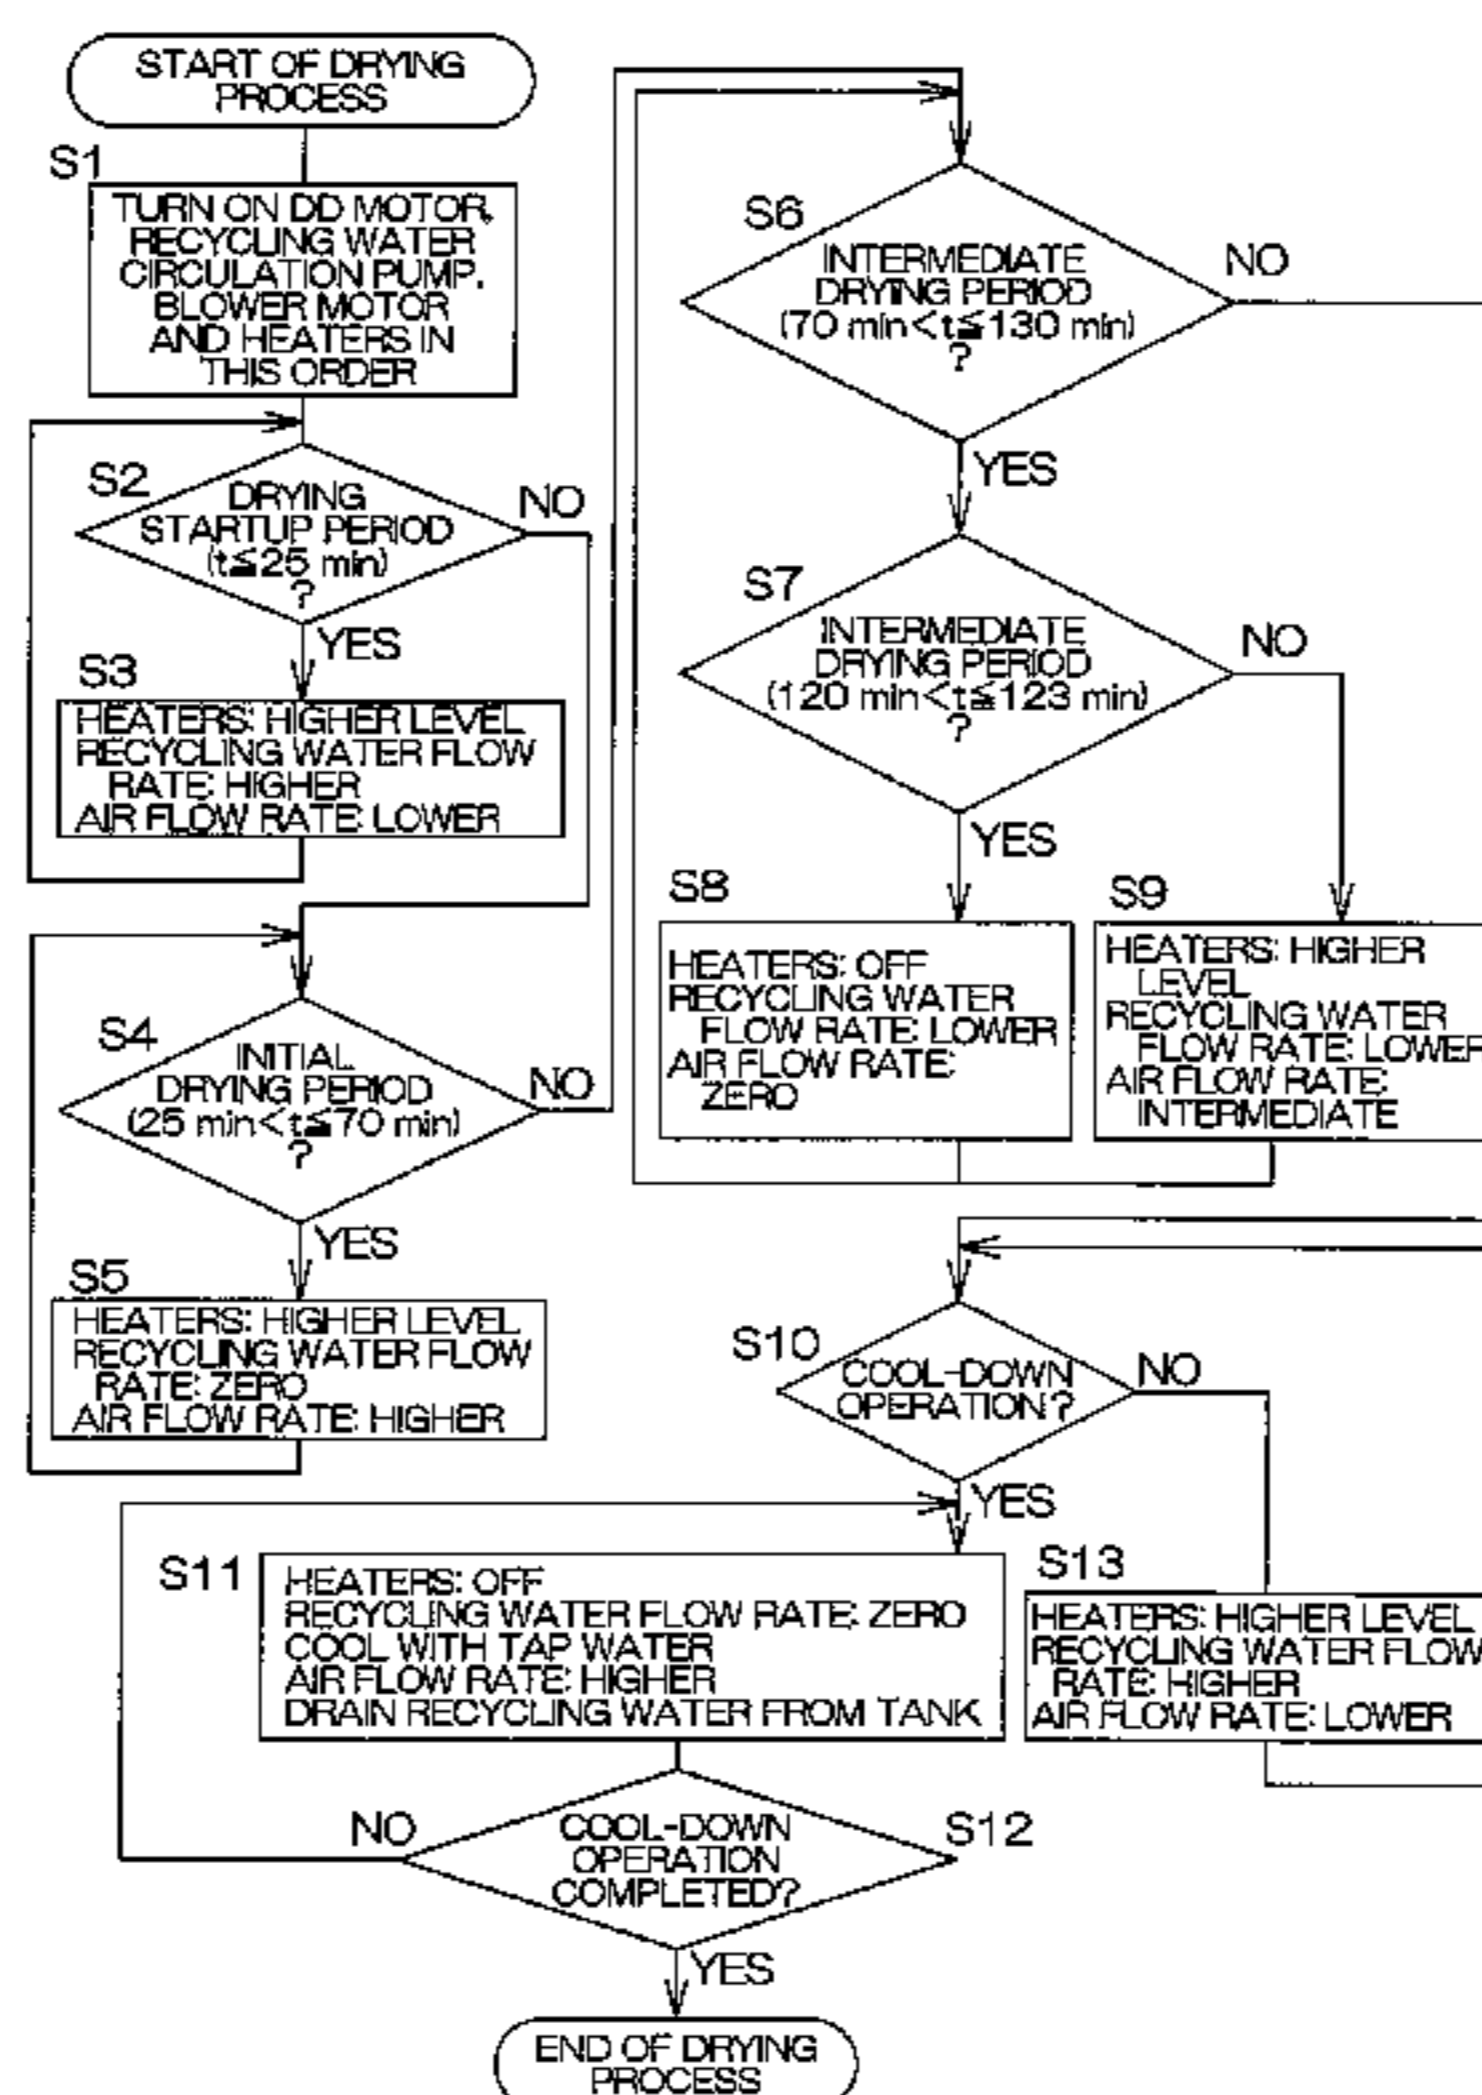 START OF DRYING
PROCESS
S1
TURN ON DD MOTOR,
RECYCLING WATER
CIRCULATION PUMP,
BLOWER MOTOR
AND HEATERS IN
THIS ORDER
S2
DRYING
STARTUP PERIOD
(t≦25 min)
?
NO
YES
S3
HEATERS: HIGHER LEVEL
RECYCLING WATER FLOW
RATE: HIGHER
AIR FLOW RATE: LOWER
S4
INITIAL
DRYING PERIOD
(25 min<t≦70 min)
?
NO
YES
S5
HEATERS: HIGHER LEVEL
RECYCLING WATER FLOW
RATE: ZERO
AIR FLOW RATE: HIGHER
S6
INTERMEDIATE
DRYING PERIOD
(70 min<t≦130 min)
?
NO
YES
S7
INTERMEDIATE
DRYING PERIOD
(120 min<t≦123 min)
?
NO
YES
S8
HEATERS: OFF
RECYCLING WATER
FLOW RATE: LOWER
AIR FLOW RATE:
ZERO
S9
HEATERS: HIGHER
LEVEL
RECYCLING WATER
FLOW RATE: LOWER
AIR FLOW RATE:
INTERMEDIATE
S10
COOL-DOWN
OPERATION?
NO
YES
S11
HEATERS: OFF
RECYCLING WATER FLOW RATE: ZERO
COOL WITH TAP WATER
AIR FLOW RATE: HIGHER
DRAIN RECYCLING WATER FROM TANK
S13
HEATERS: HIGHER LEVEL
RECYCLING WATER FLOW
RATE: HIGHER
AIR FLOW RATE: LOWER
S12
COOL-DOWN
OPERATION
COMPLETED?
NO
YES
END OF DRYING
PROCESS